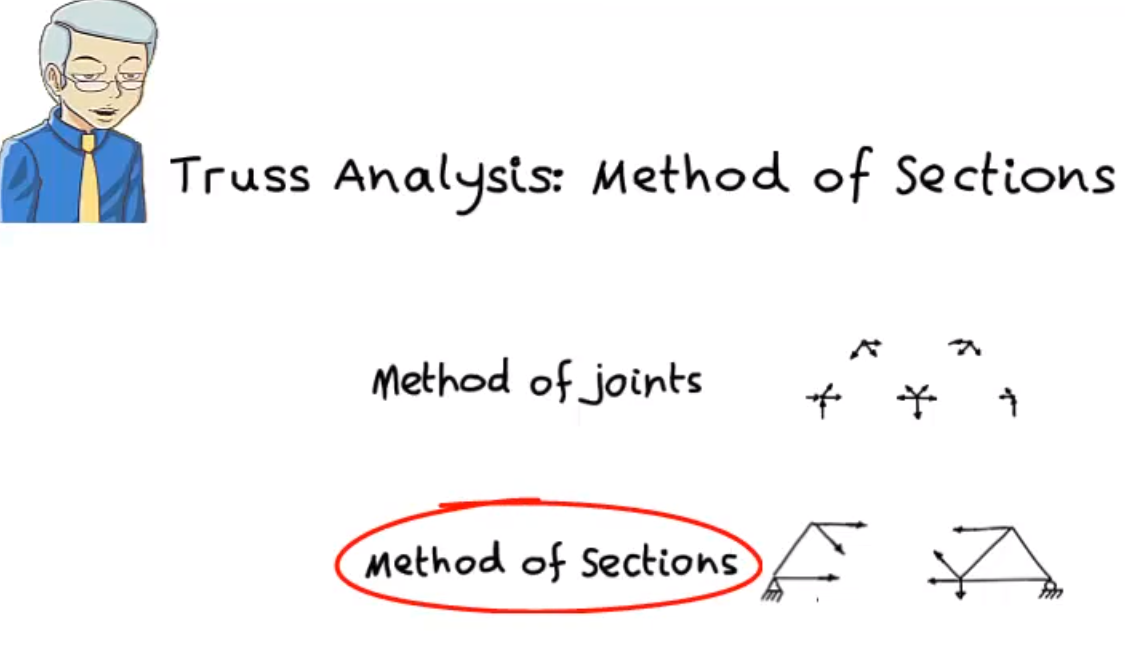 Truss Analysis: Method of Sections
Method of joints
Method of Sections